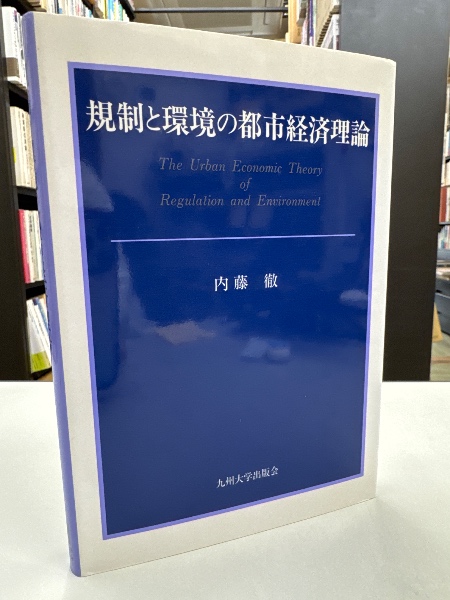 規制と環境の都市経済理論
The Urban Economic Theory
of
Regulation and Environment
内藤 徹
九州大学出版会